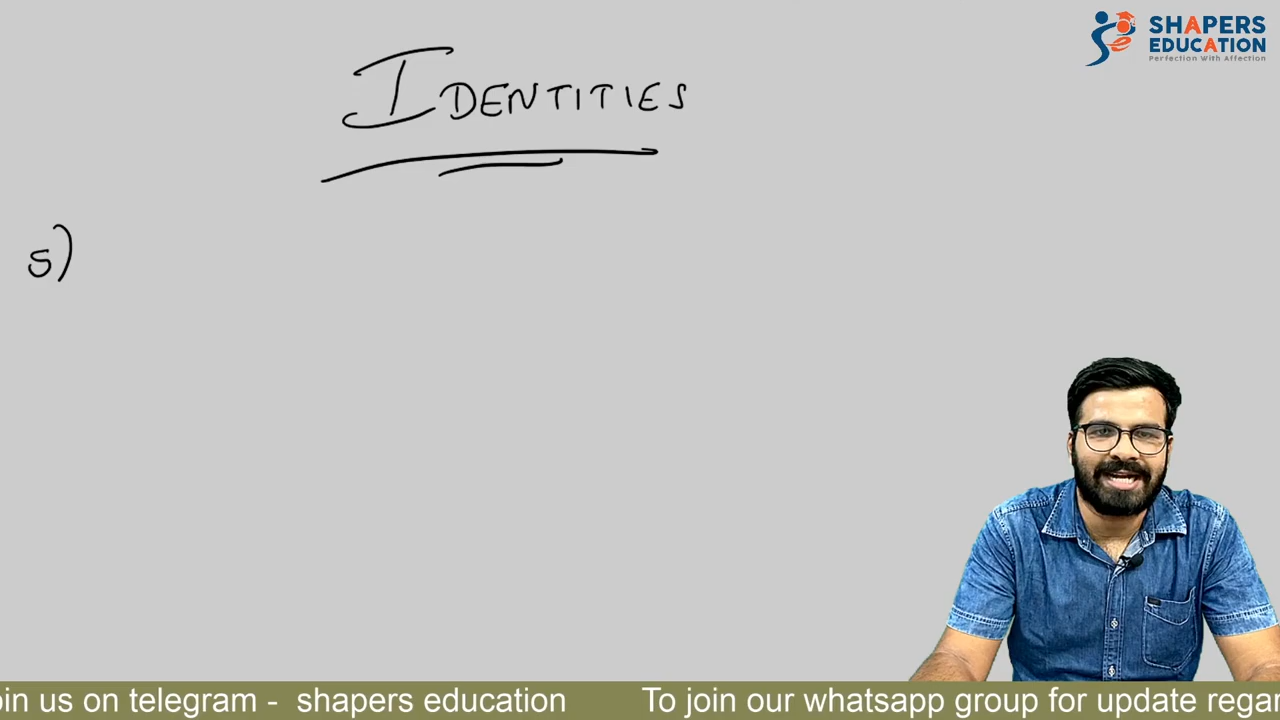 SHAPERS
EDUCATION
Perfection With Affection
IDENTITIES
5)
oin us on telegram - shapers education To join our whatsapp group for update regar